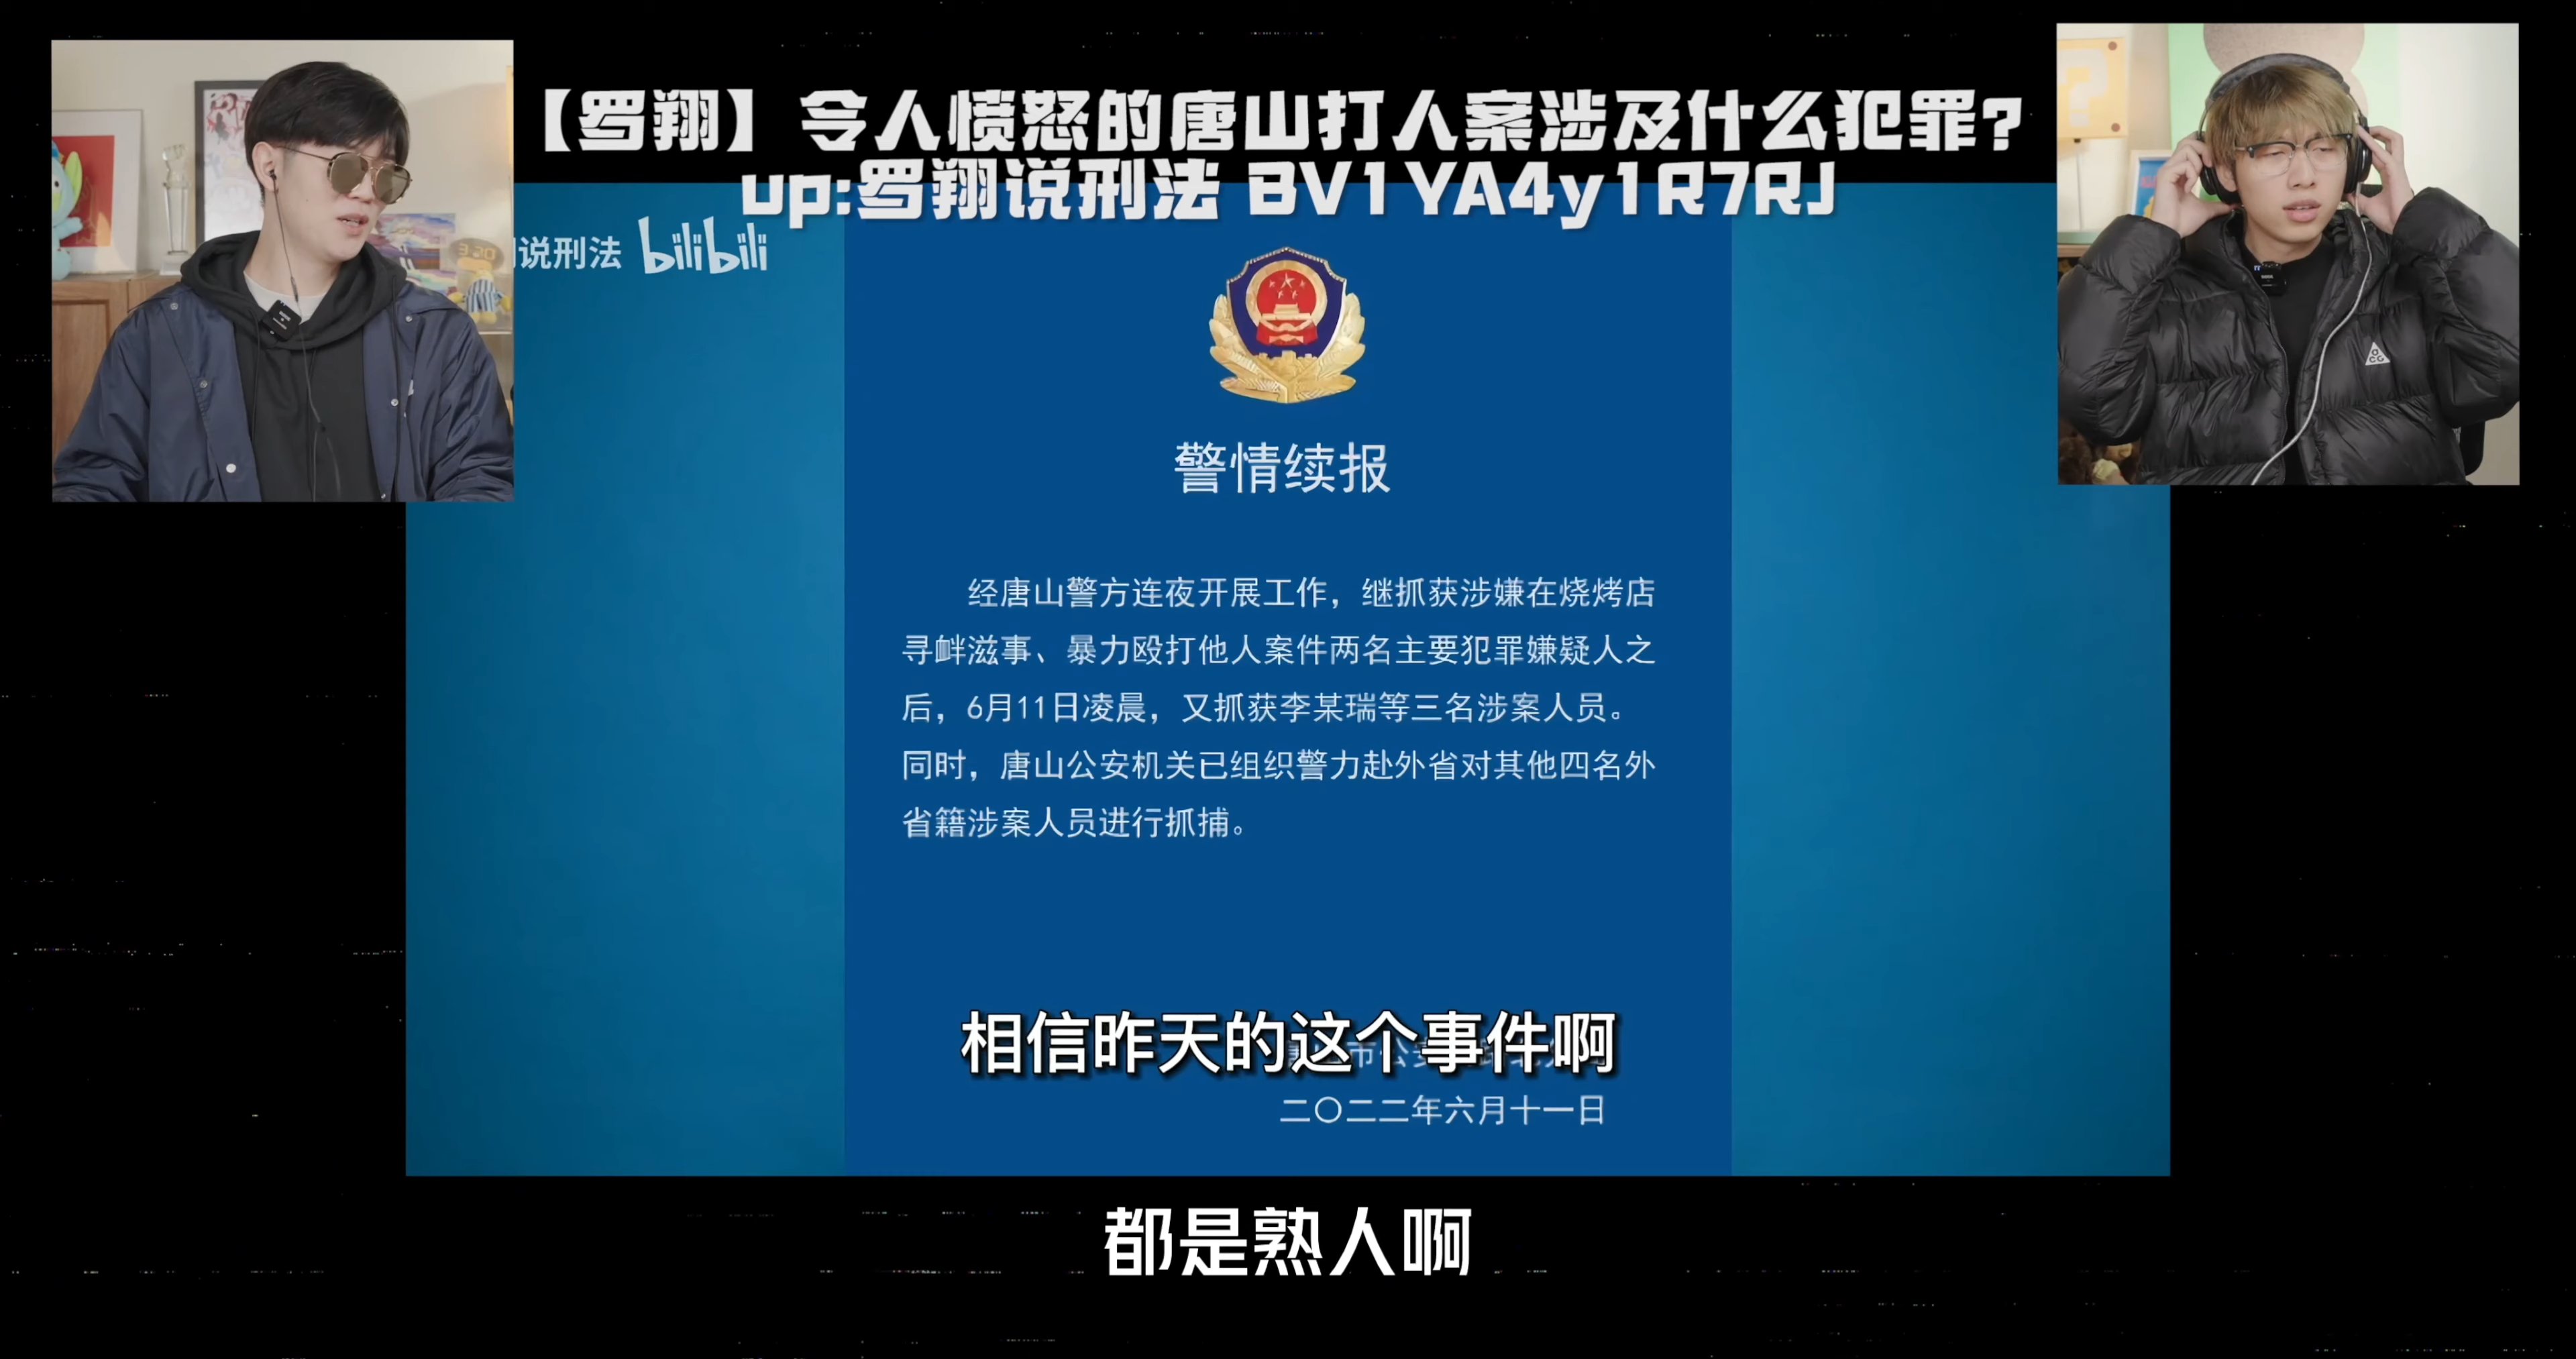 【罗翔】令人愤怒的唐山打人案涉及什么犯罪?
up:罗翔说刑法 BV1YA4y1R7RJ
说刑法 bilibili
警情续报
经唐山警方连夜开展工作，继抓获涉嫌在烧烤店
寻衅滋事、暴力殴打他人案件两名主要犯罪嫌疑人之
后，6月11日凌晨，又抓获李某瑞等三名涉案人员。
同时，唐山公安机关已组织警力赴外省对其他四名外
省籍涉案人员进行抓捕。
相信昨天的这个事件啊
二〇二二年六月十一日
都是熟人啊